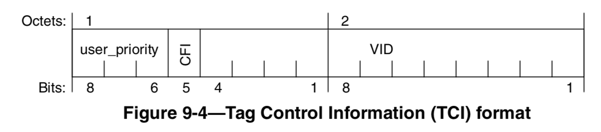 Octets: 1 2
user_priority CFI VID
Bits: 8 6 5 4 1 8 1
Figure 9-4—Tag Control Information (TCI) format